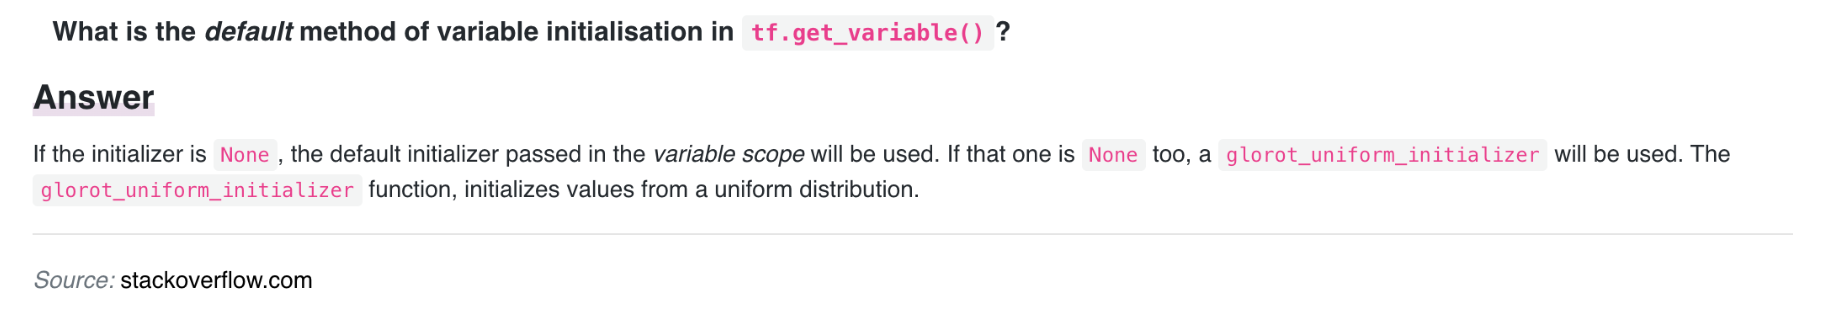 What is the default method of variable initialisation in tf.get_variable() ?
Answer
If the initializer is None , the default initializer passed in the variable scope will be used. If that one is None too, a glorot_uniform_initializer will be used. The
glorot_uniform_initializer function, initializes values from a uniform distribution.
Source: stackoverflow.com